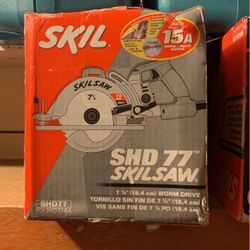 SKIL
15A
SKILSAW
7¼
SHD 77™
SKILSAW®
7 ¼" (18.4 cm) WORM DRIVE
TORNILLO SIN FIN DE 7 ¼" (18.4 cm)
VIS SANS FIN DE 7 ¼ PO (18.4 cm)
SHD77